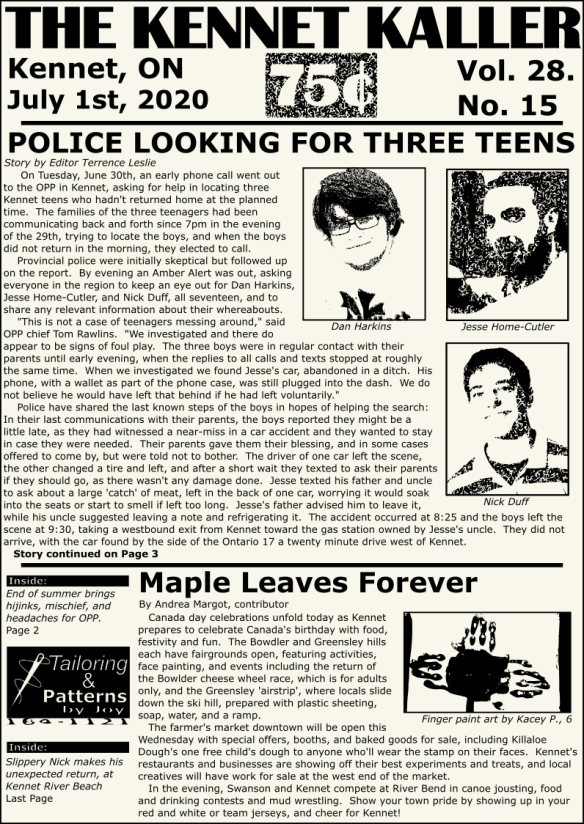 THE KENNET KALLER
Kennet, ON
July 1st, 2020
75¢
Vol. 28.
No. 15
POLICE LOOKING FOR THREE TEENS
Story by Editor Terrence Leslie
On Tuesday, June 30th, an early phone call went out
to the OPP in Kennet, asking for help in locating three
Kennet teens who hadn't returned home at the planned
time. The families of the three teenagers had been
communicating back and forth since 7pm in the evening
of the 29th, trying to locate the boys, and when the boys
did not return in the morning, they elected to call.
Provincial police were initially skeptical but followed up
on the report. By evening an Amber Alert was out, asking
everyone in the region to keep an eye out for Dan Harkins,
Jesse Home-Cutler, and Nick Duff, all seventeen, and to
share any relevant information about their whereabouts.
"This is not a case of teenagers messing around," said
OPP chief Tom Rawlins. "We investigated and there do
appear to be signs of foul play. The three boys were in regular contact with their
parents until early evening, when the replies to all calls and texts stopped at roughly
the same time. When we investigated we found Jesse's car, abandoned in a ditch. His
phone, with a wallet as part of the phone case, was still plugged into the dash. We do
not believe he would have left that behind if he had left voluntarily."
Police have shared the last known steps of the boys in hopes of helping the search:
In their last communications with their parents, the boys reported they might be a
little late, as they had witnessed a near-miss in a car accident and they wanted to stay
in case they were needed. Their parents gave them their blessing, and in some cases
offered to come by, but were told not to bother. The driver of one car left the scene,
the other changed a tire and left, and after a short wait they texted to ask their parents
if they should go, as there wasn't any damage done. Jesse texted his father and uncle
to ask about a large 'catch' of meat, left in the back of one car, worrying it would soak
into the seats or start to smell if left too long. Jesse's father advised him to leave it,
while his uncle suggested leaving a note and refrigerating it. The accident occurred at 8:25 and the boys left the
scene at 9:30, taking a westbound exit from Kennet toward the gas station owned by Jesse's uncle. They did not
arrive, with the car found by the side of the Ontario 17 a twenty minute drive west of Kennet.
Story continued on Page 3
Dan Harkins
Jesse Home-Cutler
Nick Duff
Inside:
End of summer brings
hijinks, mischief, and
headaches for OPP.
Page 2
Tailoring
&
Patterns
by Joy
164-1121
Inside:
Slippery Nick makes his
unexpected return, at
Kennet River Beach
Last Page
Maple Leaves Forever
By Andrea Margot, contributor
Canada day celebrations unfold today as Kennet
prepares to celebrate Canada's birthday with food,
festivity and fun. The Bowdler and Greensley hills
each have fairgrounds open, featuring activities,
face painting, and events including the return of
the Bowlder cheese wheel race, which is for adults
only, and the Greensley 'airstrip', where locals slide
down the ski hill, prepared with plastic sheeting,
soap, water, and a ramp.
The farmer's market downtown will be open this
Wednesday with special offers, booths, and baked goods for sale, including Killaloe
Dough's one free child's dough to anyone who'll wear the stamp on their faces. Kennet's
restaurants and businesses are showing off their best experiments and treats, and local
creatives will have work for sale at the west end of the market.
In the evening, Swanson and Kennet compete at River Bend in canoe jousting, food
and drinking contests and mud wrestling. Show your town pride by showing up in your
red and white or team jerseys, and cheer for Kennet!
Finger paint art by Kacey P., 6